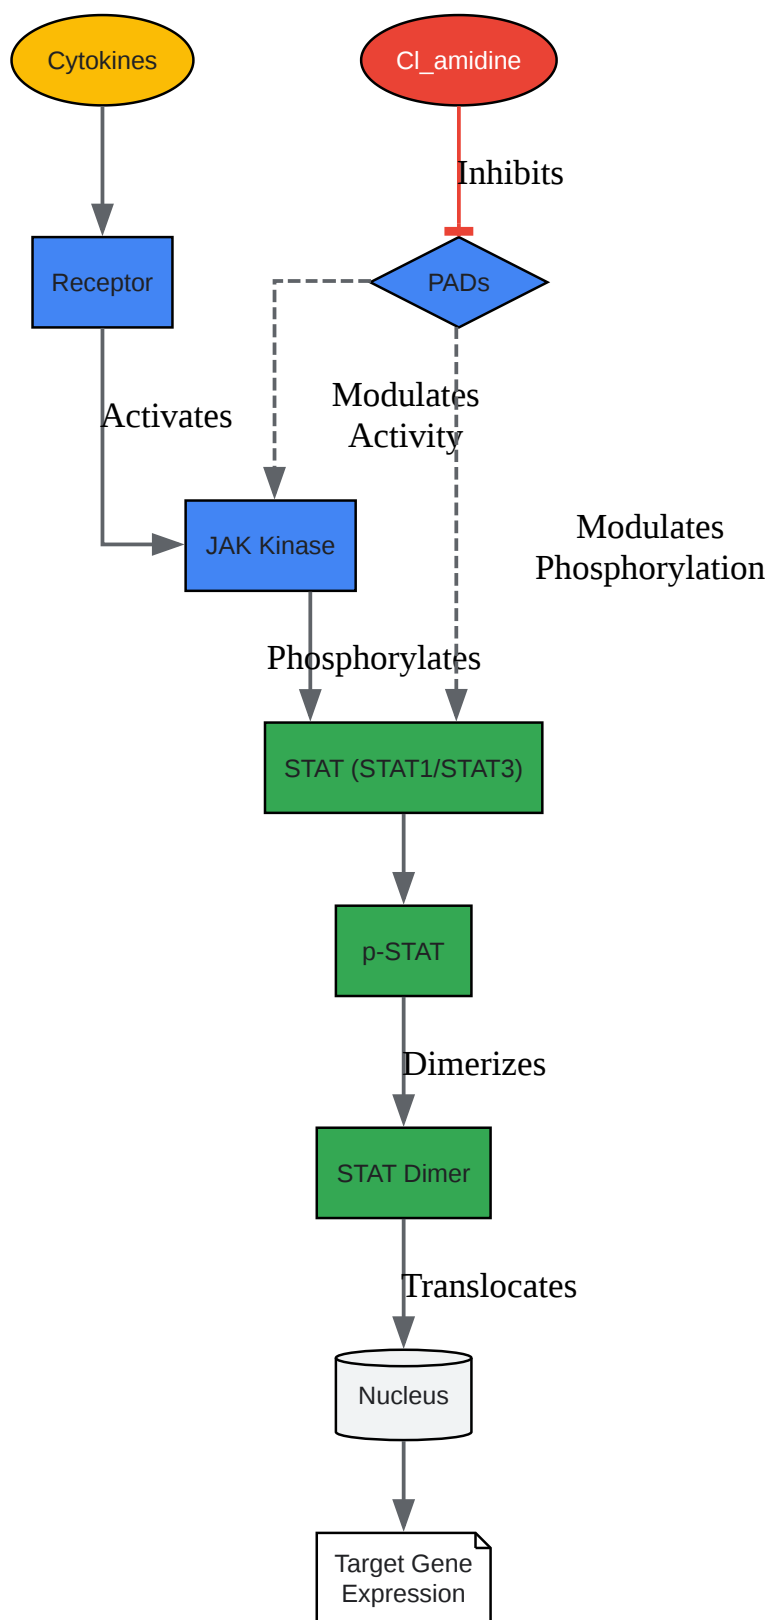 Cytokines
Cl_amidine
Inhibits
Receptor
PADs
Activates
Modulates
Activity
Modulates
Phosphorylation
JAK Kinase
Phosphorylates
STAT (STAT1/STAT3)
p-STAT
Dimerizes
STAT Dimer
Translocates
Nucleus
Target Gene
Expression